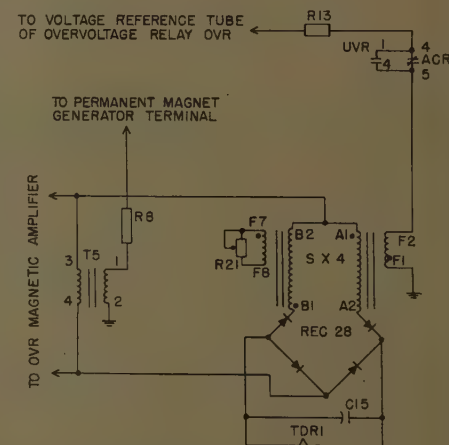 TO VOLTAGE REFERENCE TUBE
OF OVERVOLTAGE RELAY OVR
R13
UVR
1
4
4
ACR
5
TO PERMANENT MAGNET
GENERATOR TERMINAL
R8
TO OVR MAGNETIC AMPLIFIER
3
T5
1
4
2
F7
R21
F8
B2
A1
S X 4
F2
F1
B1
A2
REC 28
C15
TDR1